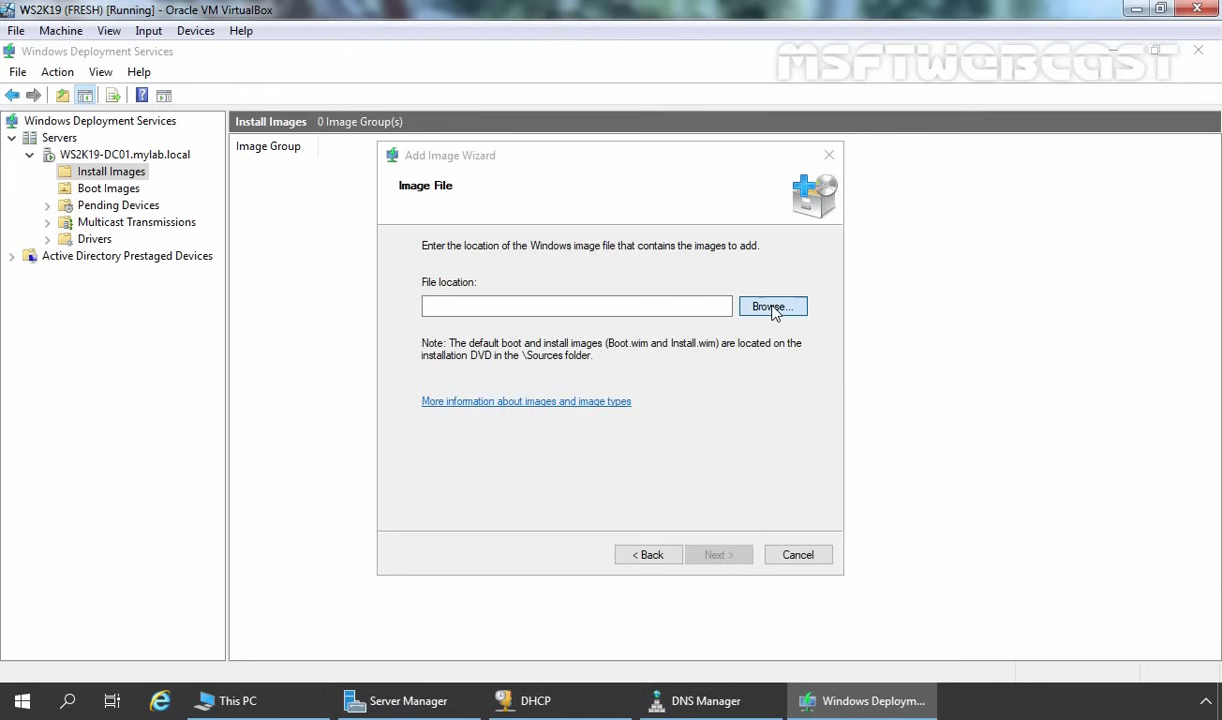 WS2K19 (FRESH) [Running] - Oracle VM VirtualBox
File Machine View Input Devices Help
Windows Deployment Services
MSFTWEBCAST
File Action View Help
Windows Deployment Services
Servers
WS2K19-DC01.mylab.local
Install Images
Boot Images
Pending Devices
Multicast Transmissions
Drivers
Active Directory Prestaged Devices
Install Images 0 Image Group(s)
Image Group
Add Image Wizard
Image File
Enter the location of the Windows image file that contains the images to add.
File location:
Browse...
Note: The default boot and install images (Boot.wim and Install.wim) are located on the
installation DVD in the \Sources folder.
More information about images and image types
< Back Next > Cancel
This PC Server Manager DHCP DNS Manager Windows Deploym...